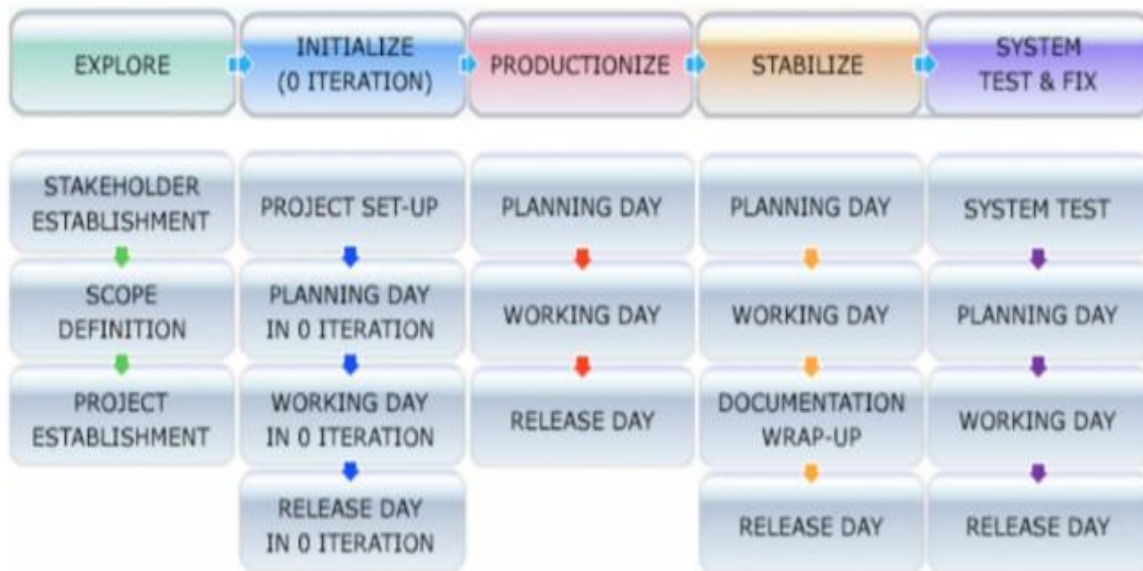 EXPLORE
INITIALIZE
(0 ITERATION)
PRODUCTIONIZE
STABILIZE
SYSTEM
TEST & FIX
STAKEHOLDER
ESTABLISHMENT
SCOPE
DEFINITION
PROJECT
ESTABLISHMENT
PROJECT SET-UP
PLANNING DAY
IN 0 ITERATION
WORKING DAY
IN 0 ITERATION
RELEASE DAY
IN 0 ITERATION
PLANNING DAY
WORKING DAY
RELEASE DAY
PLANNING DAY
WORKING DAY
DOCUMENTATION
WRAP-UP
RELEASE DAY
SYSTEM TEST
PLANNING DAY
WORKING DAY
RELEASE DAY